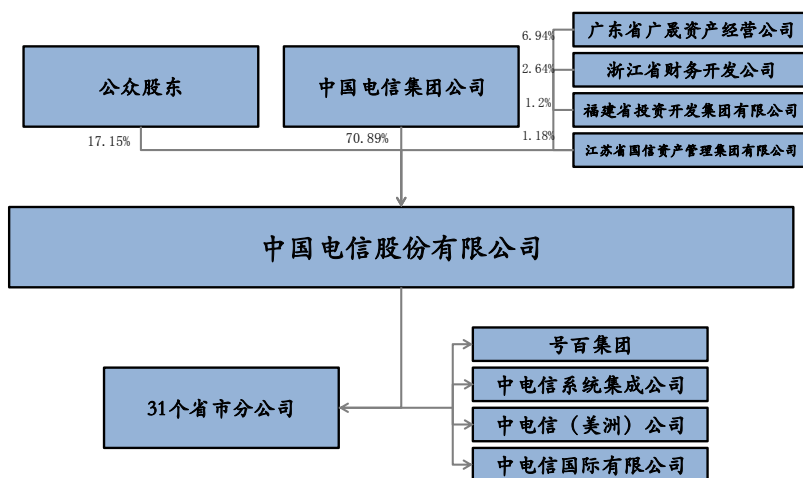 公众股东
中国电信集团公司
6.94%
广东省广晟资产经营公司
2.64%
浙江省财务开发公司
1.2%
福建省投资开发集团有限公司
1.18%
江苏省国信资产管理集团有限公司
17.15%
70.89%
中国电信股份有限公司
31个省市分公司
号百集团
中电信系统集成公司
中电信（美洲）公司
中电信国际有限公司